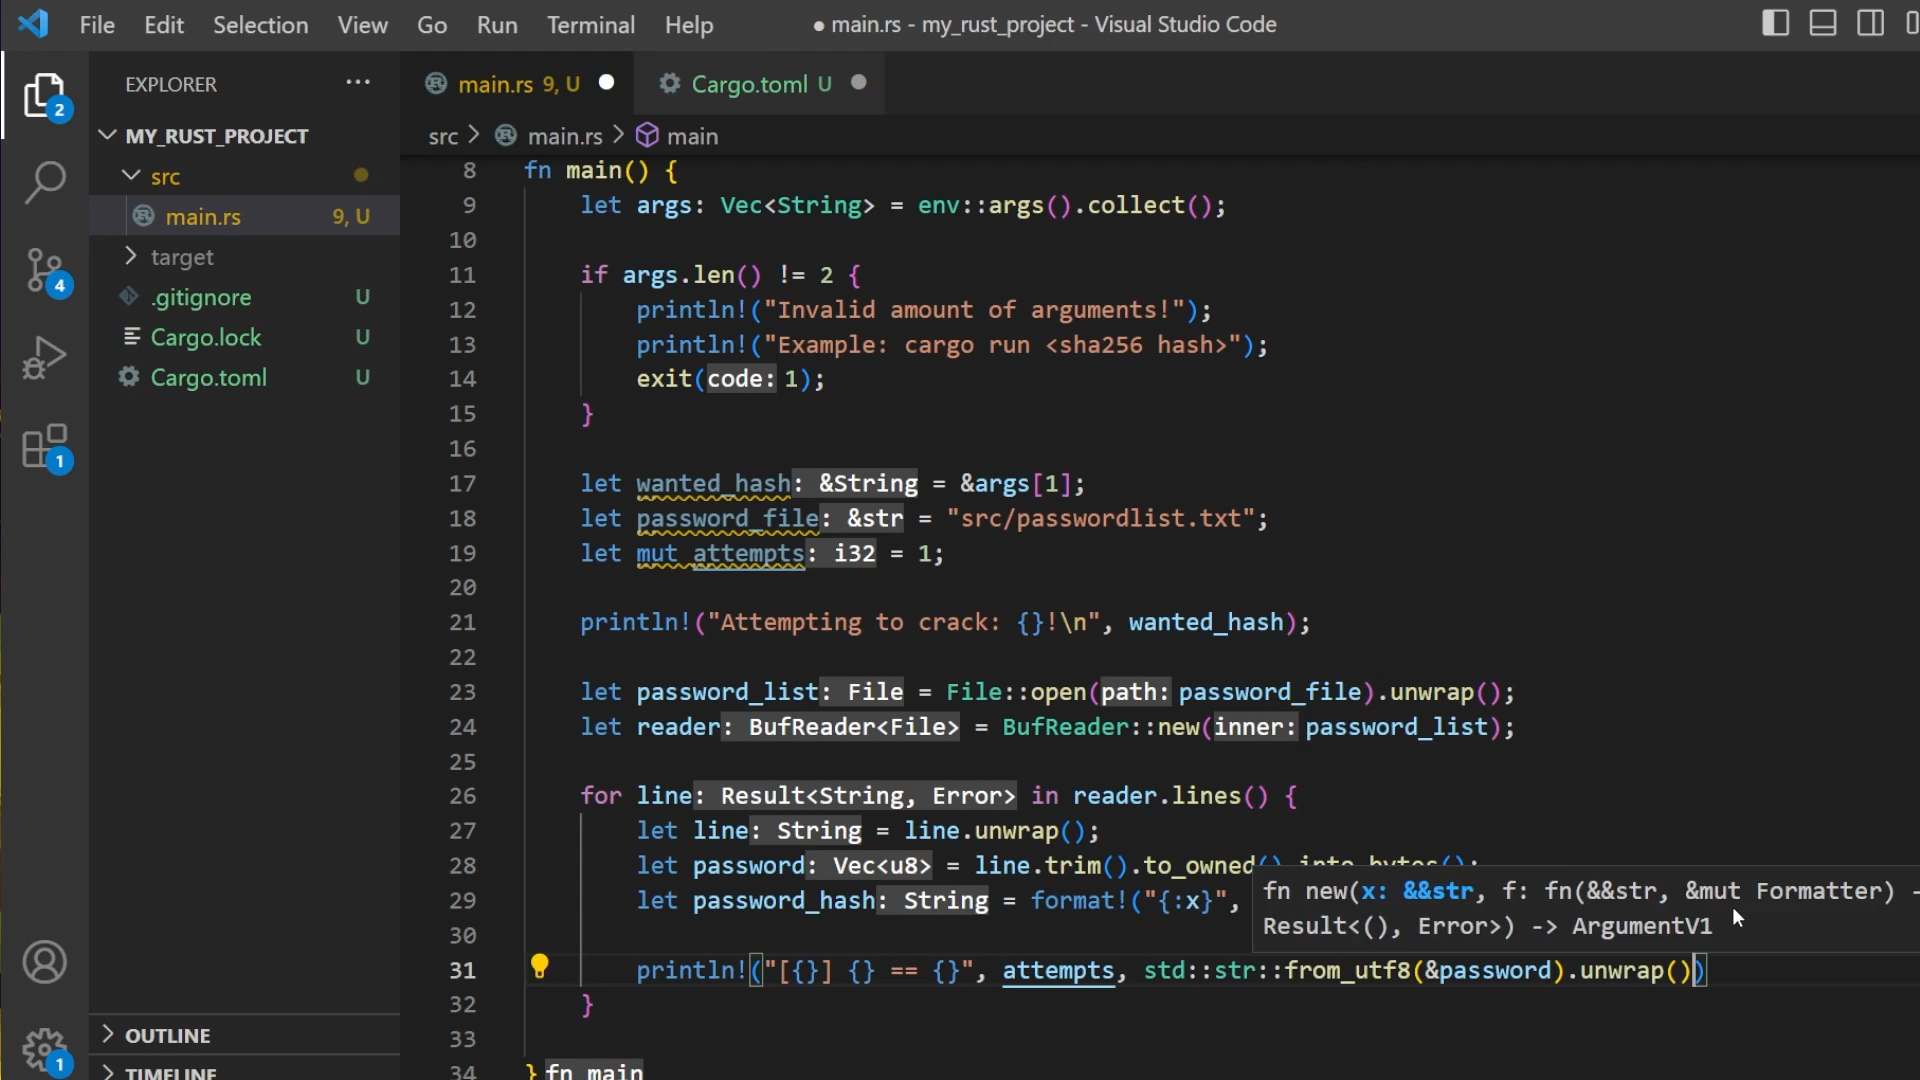 File Edit Selection View Go Run Terminal Help ● main.rs - my_rust_project - Visual Studio Code
EXPLORER ···
main.rs 9, U
Cargo.toml U
2
MY_RUST_PROJECT
src > main.rs > main
src
main.rs 9, U
target
4
.gitignore U
Cargo.lock U
Cargo.toml U
1
8 fn main() {
9 let args: Vec<String> = env::args().collect();
10
11 if args.len() != 2 {
12 println!("Invalid amount of arguments!");
13 println!("Example: cargo run <sha256 hash>");
14 exit(code: 1);
15 }
16
17 let wanted_hash: &String = &args[1];
18 let password_file: &str = "src/passwordlist.txt";
19 let mut attempts: i32 = 1;
20
21 println!("Attempting to crack: {}!\n", wanted_hash);
22
23 let password_list: File = File::open(path: password_file).unwrap();
24 let reader: BufReader<File> = BufReader::new(inner: password_list);
25
26 for line: Result<String, Error> in reader.lines() {
27 let line: String = line.unwrap();
28 let password: Vec<u8> = line.trim().to_owned().into_bytes();
29 let password_hash: String = format!("{:x}",
fn new(x: &&str, f: fn(&&str, &mut Formatter) -
Result<(), Error>) -> ArgumentV1
30
31 println!("[{}] {} == {}", attempts, std::str::from_utf8(&password).unwrap())
32 }
33
34 } fn main
OUTLINE
TIMELINE
1